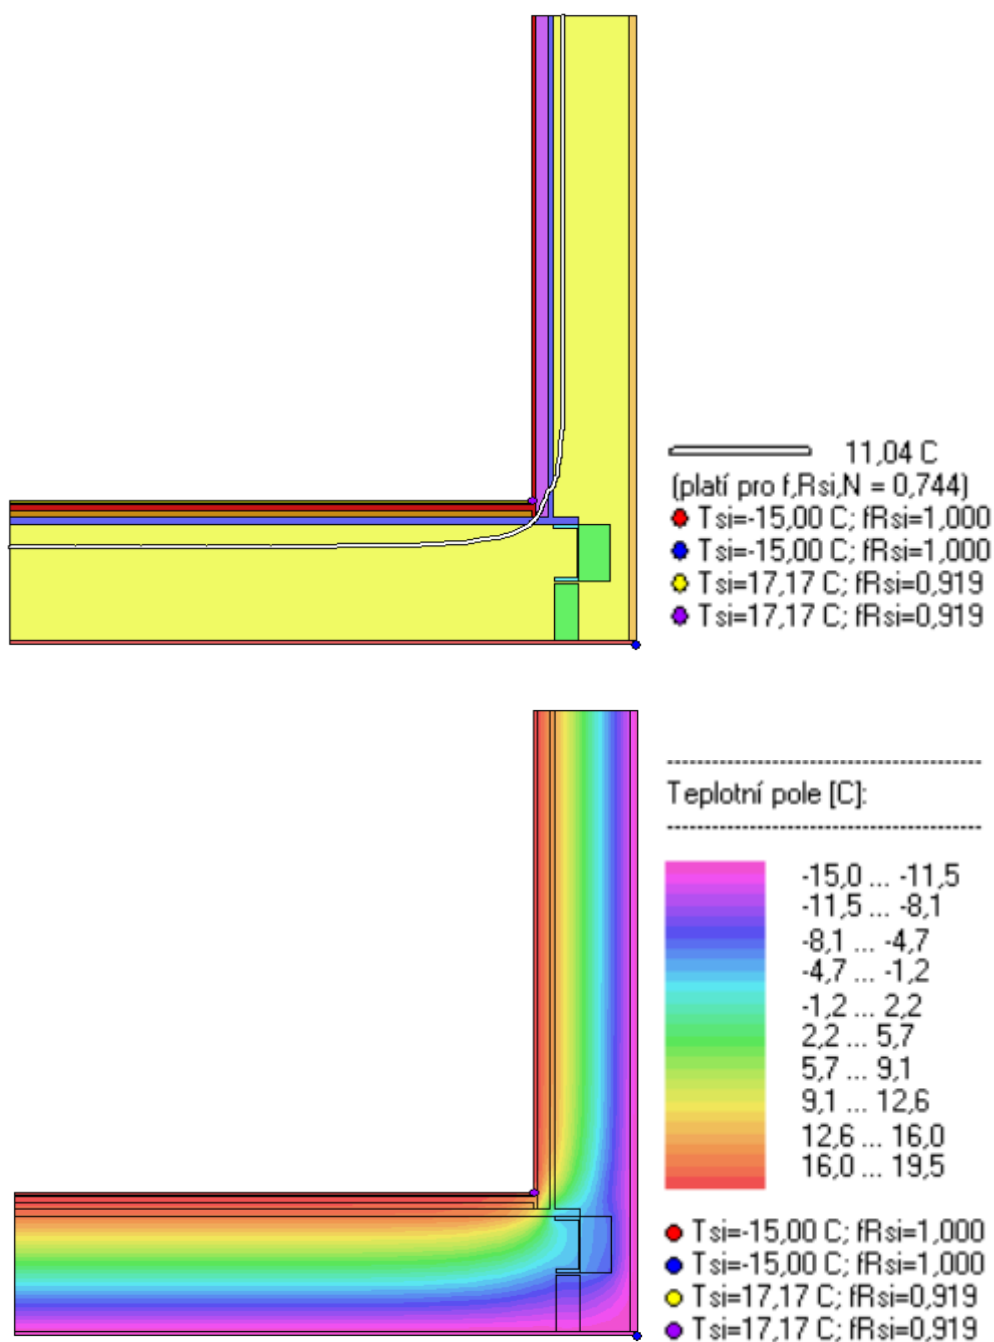 11,04 C
(platí pro f,Rsi,N = 0,744)
Tsi=-15,00 C; fRsi=1,000
Tsi=-15,00 C; fRsi=1,000
Tsi=17,17 C; fRsi=0,919
Tsi=17,17 C; fRsi=0,919
Teplotní pole [C]:
-15,0 ... -11,5
-11,5 ... -8,1
-8,1 ... -4,7
-4,7 ... -1,2
-1,2 ... 2,2
2,2 ... 5,7
5,7 ... 9,1
9,1 ... 12,6
12,6 ... 16,0
16,0 ... 19,5
Tsi=-15,00 C; fRsi=1,000
Tsi=-15,00 C; fRsi=1,000
Tsi=17,17 C; fRsi=0,919
Tsi=17,17 C; fRsi=0,919